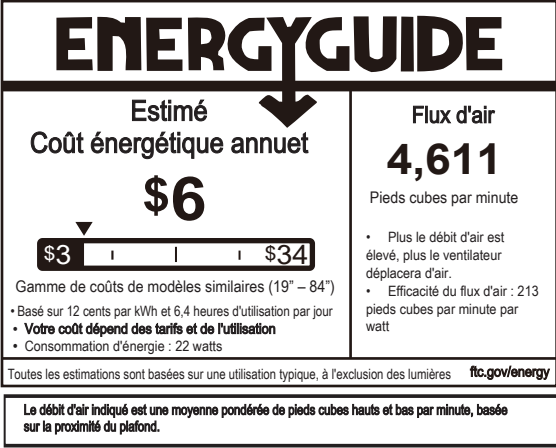 ENERGYGUIDE
Estimé
Coût énergétique annuet
$6
$3
$34
Gamme de coûts de modèles similaires (19” – 84”)
• Basé sur 12 cents par kWh et 6,4 heures d'utilisation par jour
• Votre coût dépend des tarifs et de l'utilisation
• Consommation d'énergie : 22 watts
Flux d'air
4,611
Pieds cubes par minute
• Plus le débit d'air est
élevé, plus le ventilateur
déplacera d'air.
• Efficacité du flux d'air : 213
pieds cubes par minute par
watt
Toutes les estimations sont basées sur une utilisation typique, à l'exclusion des lumières
ftc.gov/energy
Le débit d'air indiqué est une moyenne pondérée de pieds cubes hauts et bas par minute, basée
sur la proximité du plafond.